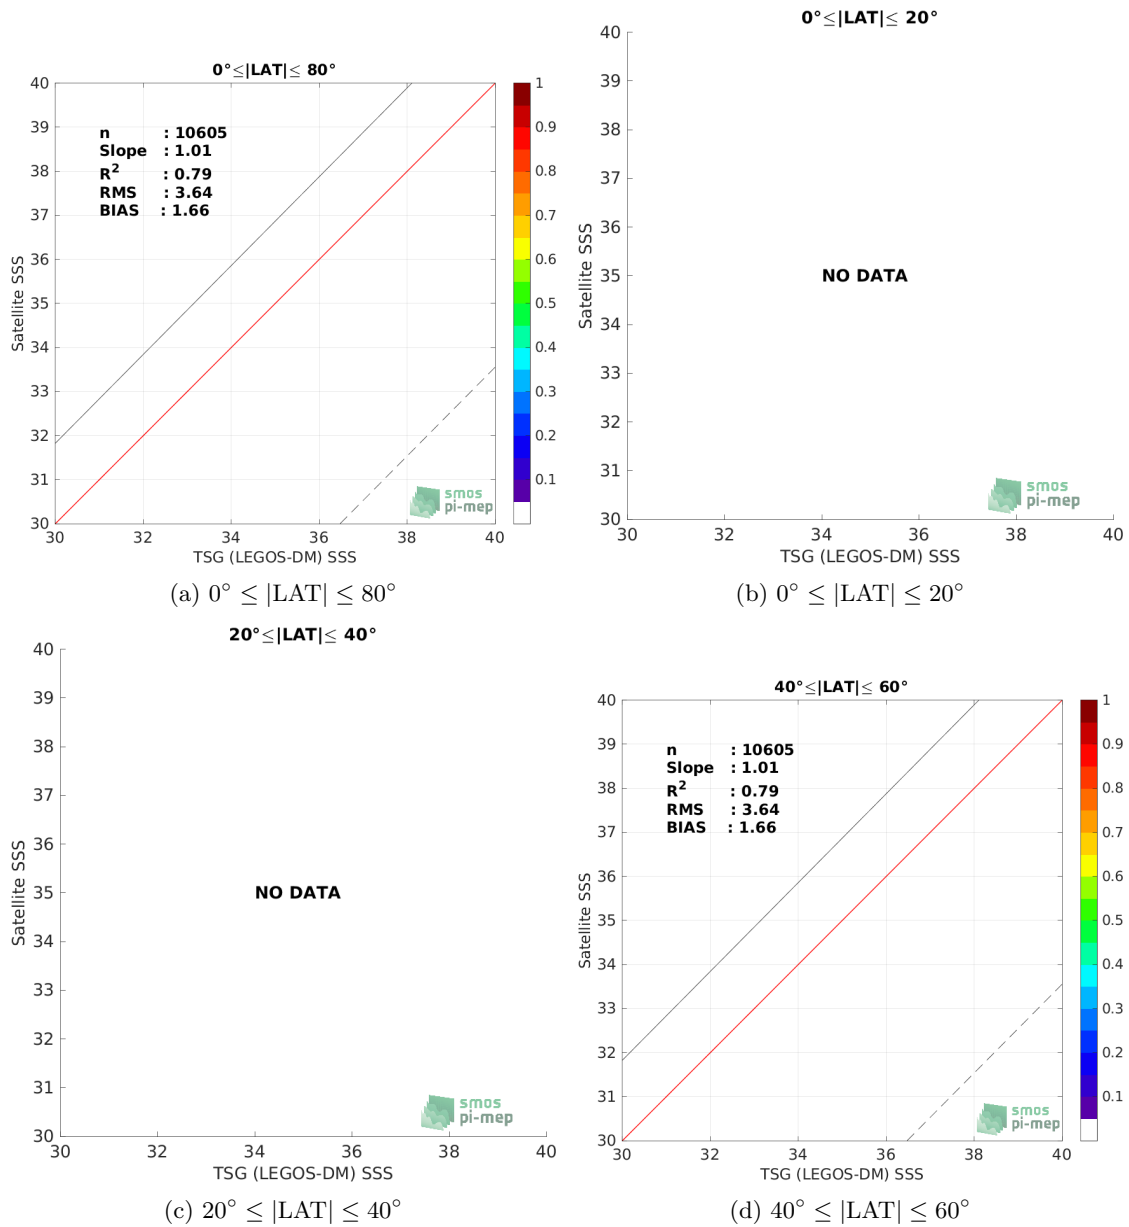 0°≤|LAT|≤ 80°
40
39
38
37
36
35
34
33
32
31
30
Satellite SSS
n : 10605
Slope : 1.01
R² : 0.79
RMS : 3.64
BIAS : 1.66
smos
pi-mep
30 32 34 36 38 40
TSG (LEGOS-DM) SSS
1
0.9
0.8
0.7
0.6
0.5
0.4
0.3
0.2
0.1
(a) 0° ≤ |LAT| ≤ 80°
0°≤|LAT|≤ 20°
40
39
38
37
36
35
34
33
32
31
30
Satellite SSS
NO DATA
smos
pi-mep
30 32 34 36 38 40
TSG (LEGOS-DM) SSS
(b) 0° ≤ |LAT| ≤ 20°
20°≤|LAT|≤ 40°
40
39
38
37
36
35
34
33
32
31
30
Satellite SSS
NO DATA
smos
pi-mep
30 32 34 36 38 40
TSG (LEGOS-DM) SSS
(c) 20° ≤ |LAT| ≤ 40°
40°≤|LAT|≤ 60°
40
39
38
37
36
35
34
33
32
31
30
Satellite SSS
n : 10605
Slope : 1.01
R² : 0.79
RMS : 3.64
BIAS : 1.66
smos
pi-mep
30 32 34 36 38 40
TSG (LEGOS-DM) SSS
1
0.9
0.8
0.7
0.6
0.5
0.4
0.3
0.2
0.1
(d) 40° ≤ |LAT| ≤ 60°